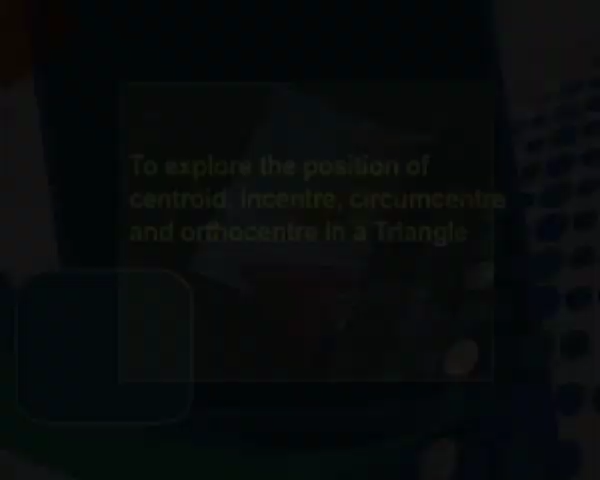 To explore the position of
centroid, incentre, circumcentre
and orthocentre in a Triangle